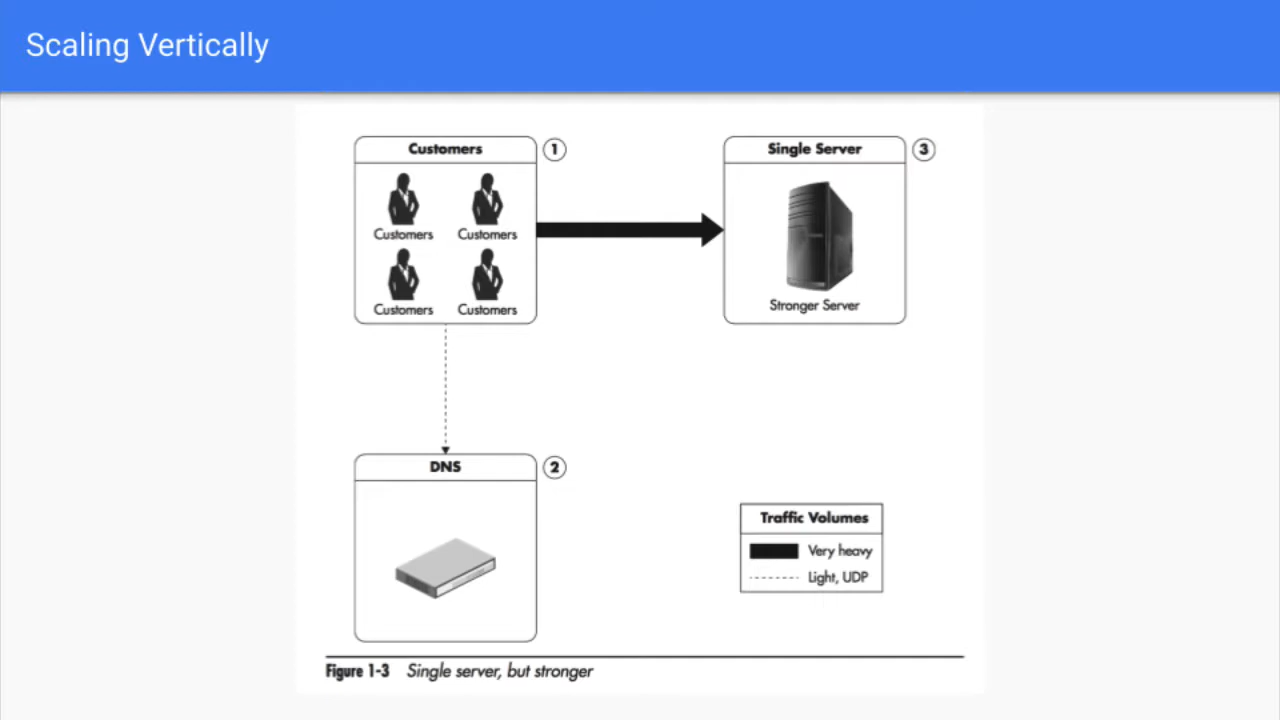 Scaling Vertically
Customers
1
Customers Customers
Customers Customers
Single Server
3
Stronger Server
DNS
2
Traffic Volumes
Very heavy
Light, UDP
Figure 1-3 Single server, but stronger